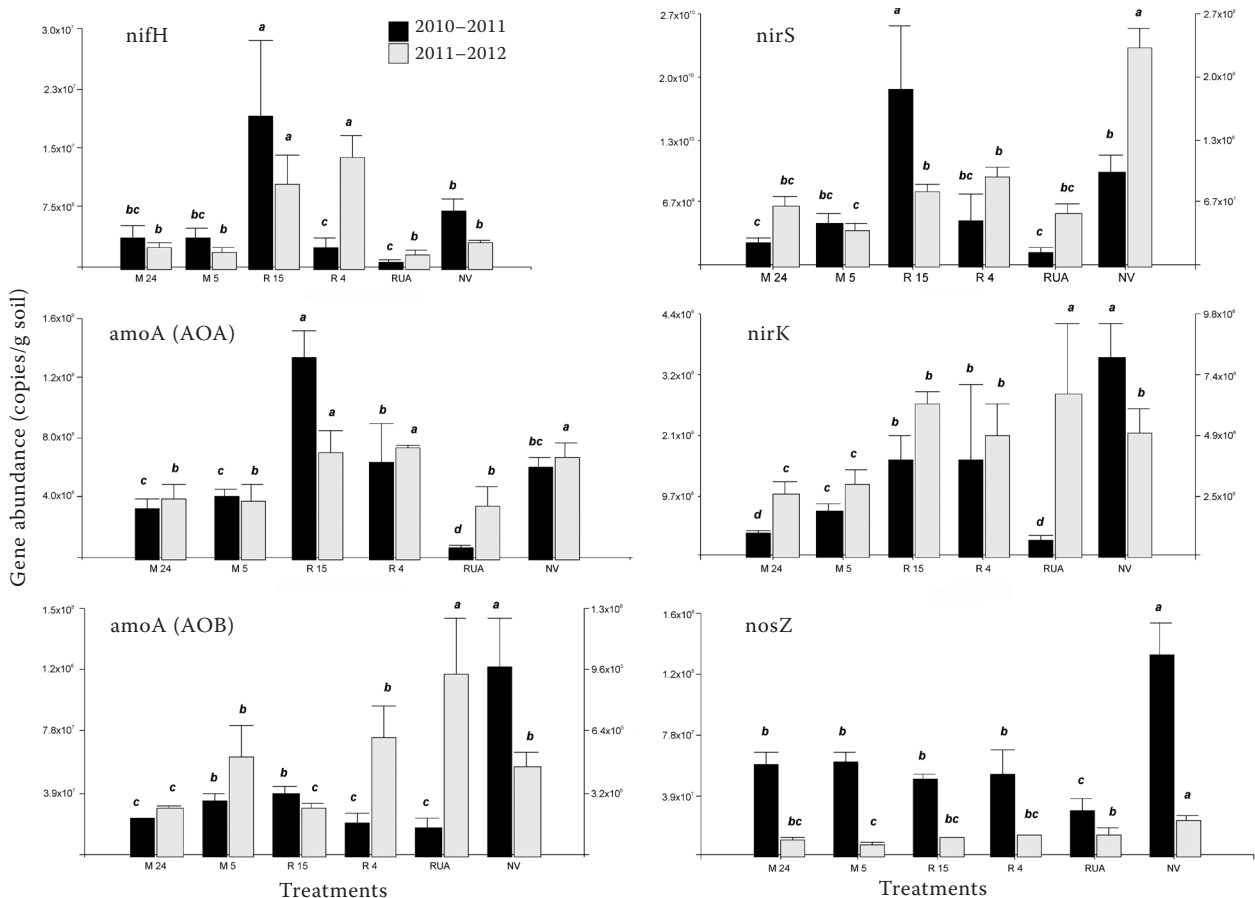 Gene abundance (copies/g soil)
nifH
2010–2011
2011–2012
3.0x10⁷
2.3x10⁷
1.5x10⁷
7.5x10⁶
bc b bc b a a c a c b b b
M 24 M 5 R 15 R 4 RUA NV
nirS
2.7x10¹⁰
2.0x10¹⁰
1.3x10¹⁰
6.7x10⁹
2.7x10⁸
2.0x10⁸
1.3x10⁸
6.7x10⁷
c bc bc c a b bc b c bc b a
M 24 M 5 R 15 R 4 RUA NV
amoA (AOA)
1.6x10⁹
1.2x10⁹
8.0x10⁸
4.0x10⁸
c b c b a a b a d b bc a
M 24 M 5 R 15 R 4 RUA NV
nirK
4.4x10⁹
3.2x10⁹
2.1x10⁹
9.7x10⁸
9.8x10⁸
7.4x10⁸
4.9x10⁸
2.5x10⁸
d c c c b b b b d a a b
M 24 M 5 R 15 R 4 RUA NV
amoA (AOB)
1.5x10⁸
1.2x10⁸
7.8x10⁷
3.9x10⁷
1.3x10⁶
9.6x10⁵
6.4x10⁵
3.2x10⁵
c c b b b c c b c a a b
M 24 M 5 R 15 R 4 RUA NV
Treatments
nosZ
1.6x10⁸
1.2x10⁸
7.8x10⁷
3.9x10⁷
b bc b c b bc b bc c b a a
M 24 M 5 R 15 R 4 RUA NV
Treatments